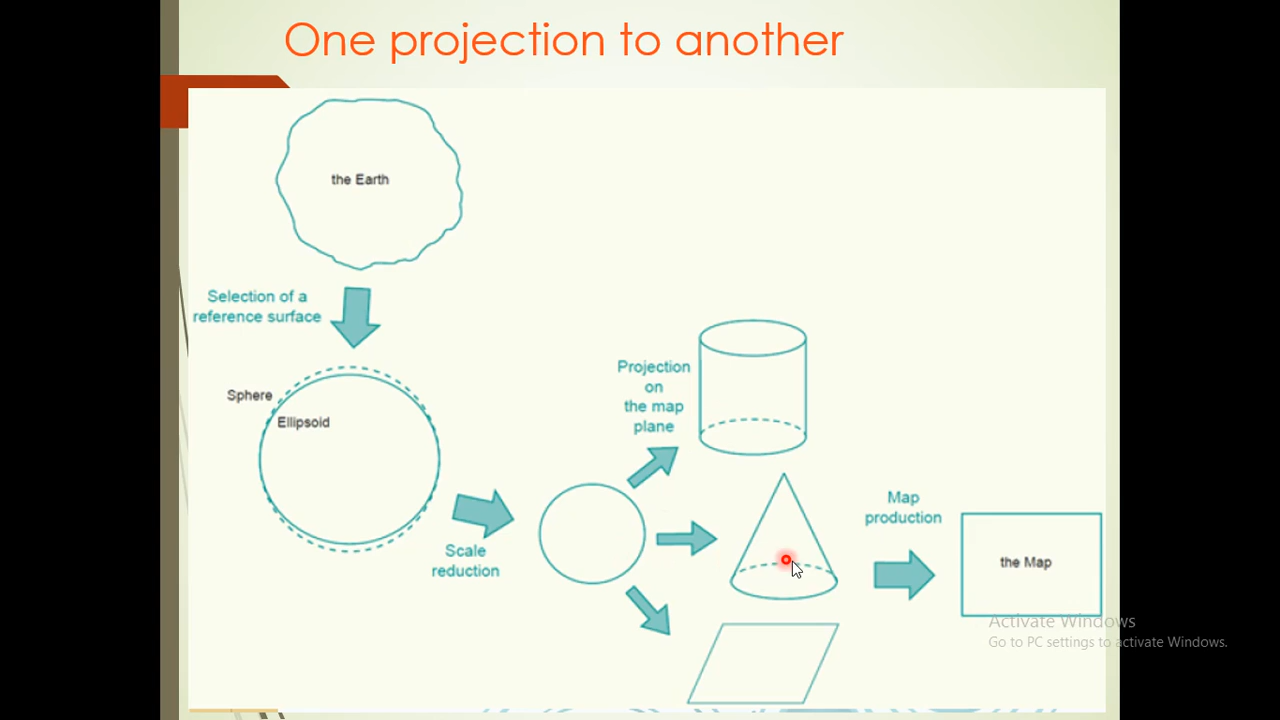 One projection to another
the Earth
Selection of a
reference surface
Sphere
Ellipsoid
Scale
reduction
Projection
on
the map
plane
Map
production
the Map
Activate Windows
Go to PC settings to activate Windows.